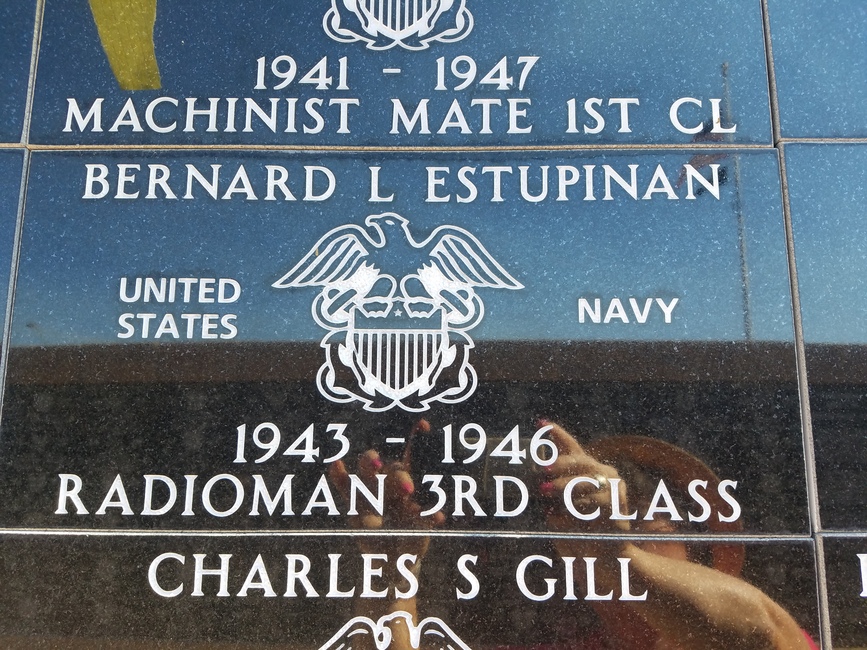 1941 - 1947
MACHINIST MATE 1ST CL
BERNARD L ESTUPINAN
UNITED
STATES
NAVY
1943 - 1946
RADIOMAN 3RD CLASS
CHARLES S GILL